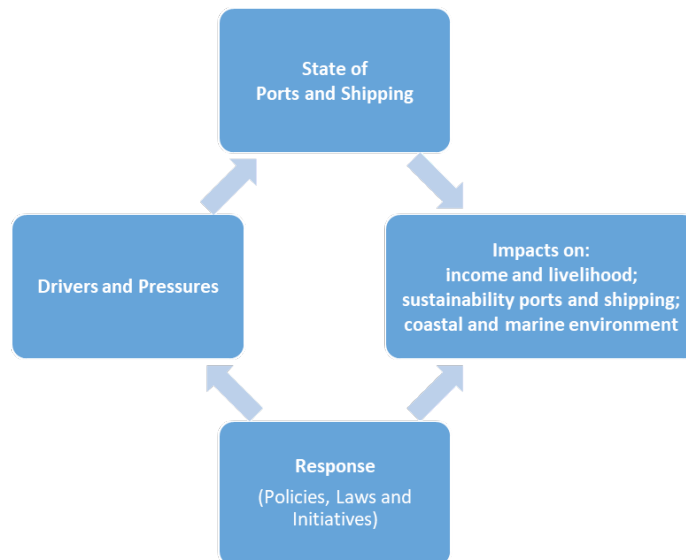 State of
Ports and Shipping
Drivers and Pressures
Impacts on:
income and livelihood;
sustainability ports and shipping;
coastal and marine environment
Response
(Policies, Laws and
Initiatives)